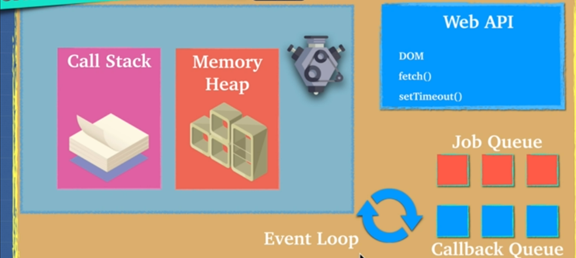 Call Stack
Memory
Heap
Web API
DOM
fetch()
setTimeout()
Job Queue
Event Loop
Callback Queue